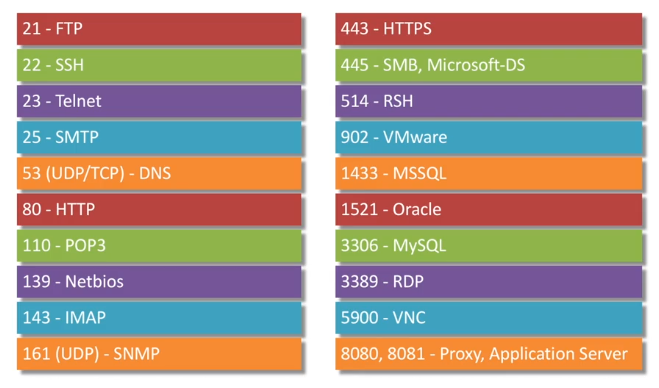 21 - FTP
22 - SSH
23 - Telnet
25 - SMTP
53 (UDP/TCP) - DNS
80 - HTTP
110 - POP3
139 - Netbios
143 - IMAP
161 (UDP) - SNMP
443 - HTTPS
445 - SMB, Microsoft-DS
514 - RSH
902 - VMware
1433 - MSSQL
1521 - Oracle
3306 - MySQL
3389 - RDP
5900 - VNC
8080, 8081 - Proxy, Application Server